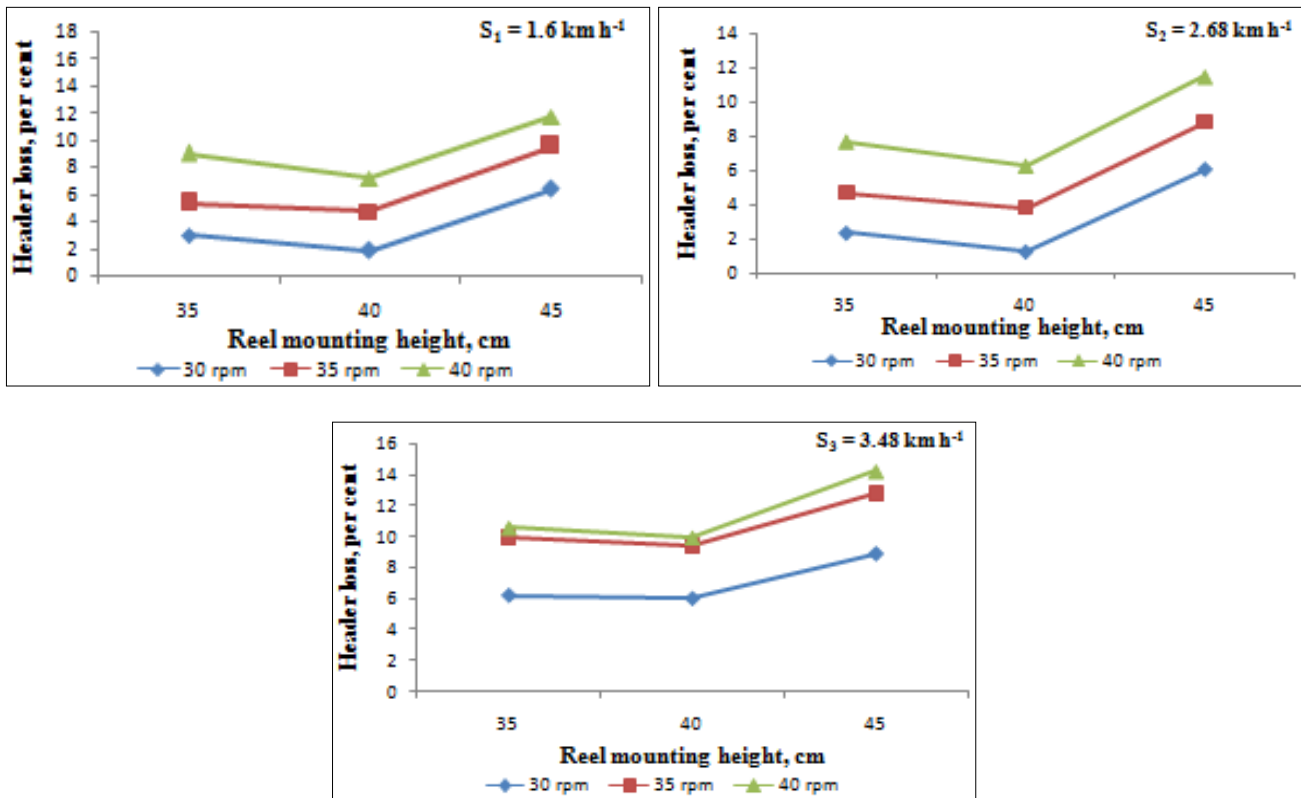 S₁ = 1.6 km h⁻¹
Header loss, per cent
18
16
14
12
10
8
6
4
2
0
35 40 45
Reel mounting height, cm
30 rpm 35 rpm 40 rpm
S₂ = 2.68 km h⁻¹
Header loss, per cent
14
12
10
8
6
4
2
0
35 40 45
Reel mounting height, cm
30 rpm 35 rpm 40 rpm
S₃ = 3.48 km h⁻¹
Header loss, per cent
16
14
12
10
8
6
4
2
0
35 40 45
Reel mounting height, cm
30 rpm 35 rpm 40 rpm